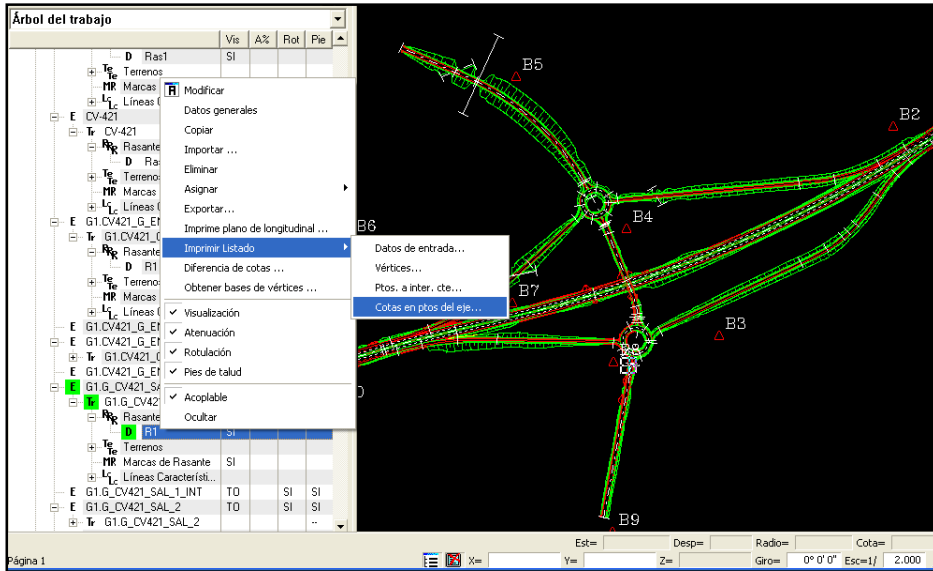 Árbol del trabajo
Vis A% Rot Pie
D Ras1 SI
Terrenos
MR Marcas
Líneas
E CV-421
Tr CV-421
Rasante
D Ra
Terreno
MR Marcas
Líneas
E G1.CV421_G_EN
Tr G1.CV421_
Rasante
D R1
Terreno
MR Marcas
Líneas
E G1.CV421_G_EN
E G1.CV421_G_EN
Tr G1.CV421_
E G1.CV421_G_EN
E G1.G_CV421_SA
Tr G1.G_CV42
Rasante
D R1 SI
Te Te Terrenos
MR Marcas de Rasante SI
Lc Lc Líneas Característi...
E G1.G_CV421_SAL_1_INT TO SI SI
E G1.G_CV421_SAL_2 TO SI SI
Tr G1.G_CV421_SAL_2 --
Modificar
Datos generales
Copiar
Importar ...
Eliminar
Asignar
Exportar...
Imprime plano de longitudinal ...
Imprimir Listado
Diferencia de cotas ...
Obtener bases de vértices ...
Visualización
Atenuación
Rotulación
Pies de talud
Acoplable
Ocultar
Datos de entrada...
Vértices...
Ptos. a inter. cte...
Cotas en ptos del eje...
B5
B2
B4
B6
B7
B3
B9
Est= Desp= Radio= Cota=
Página 1 X= Y= Z= Giro= 0° 0' 0" Esc=1/ 2.000